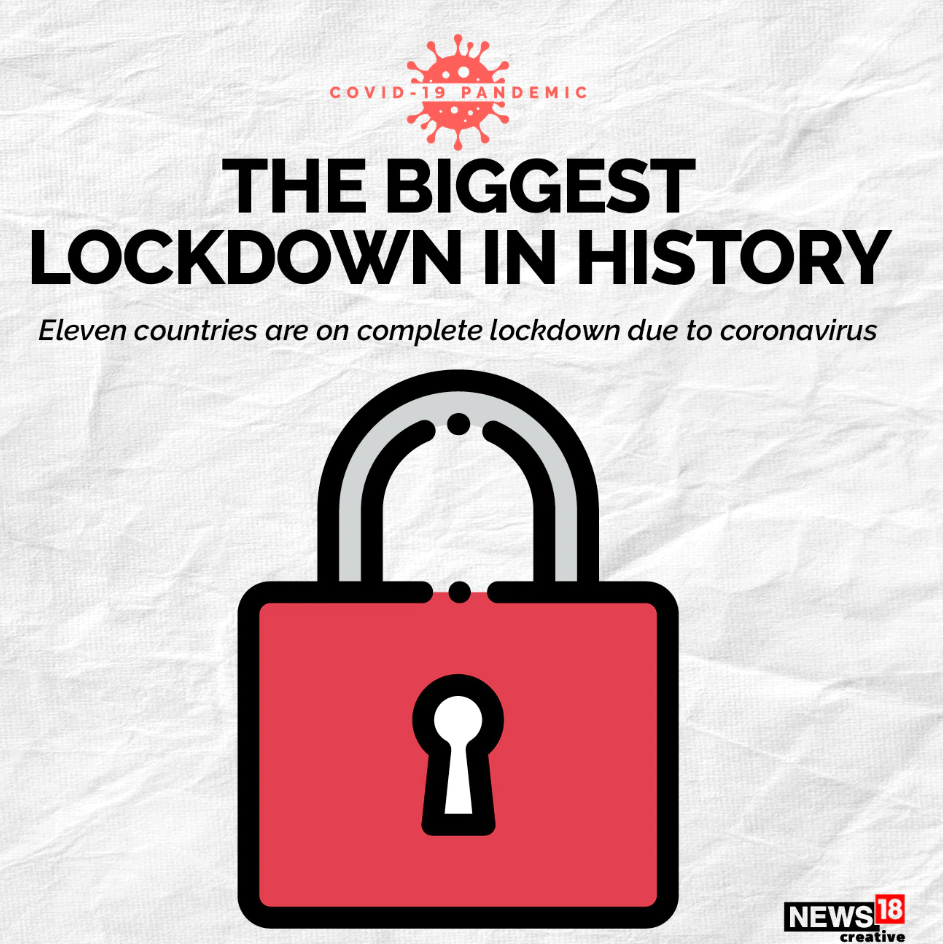 COVID-19 PANDEMIC
THE BIGGEST
LOCKDOWN IN HISTORY
Eleven countries are on complete lockdown due to coronavirus
NEWS18
creative